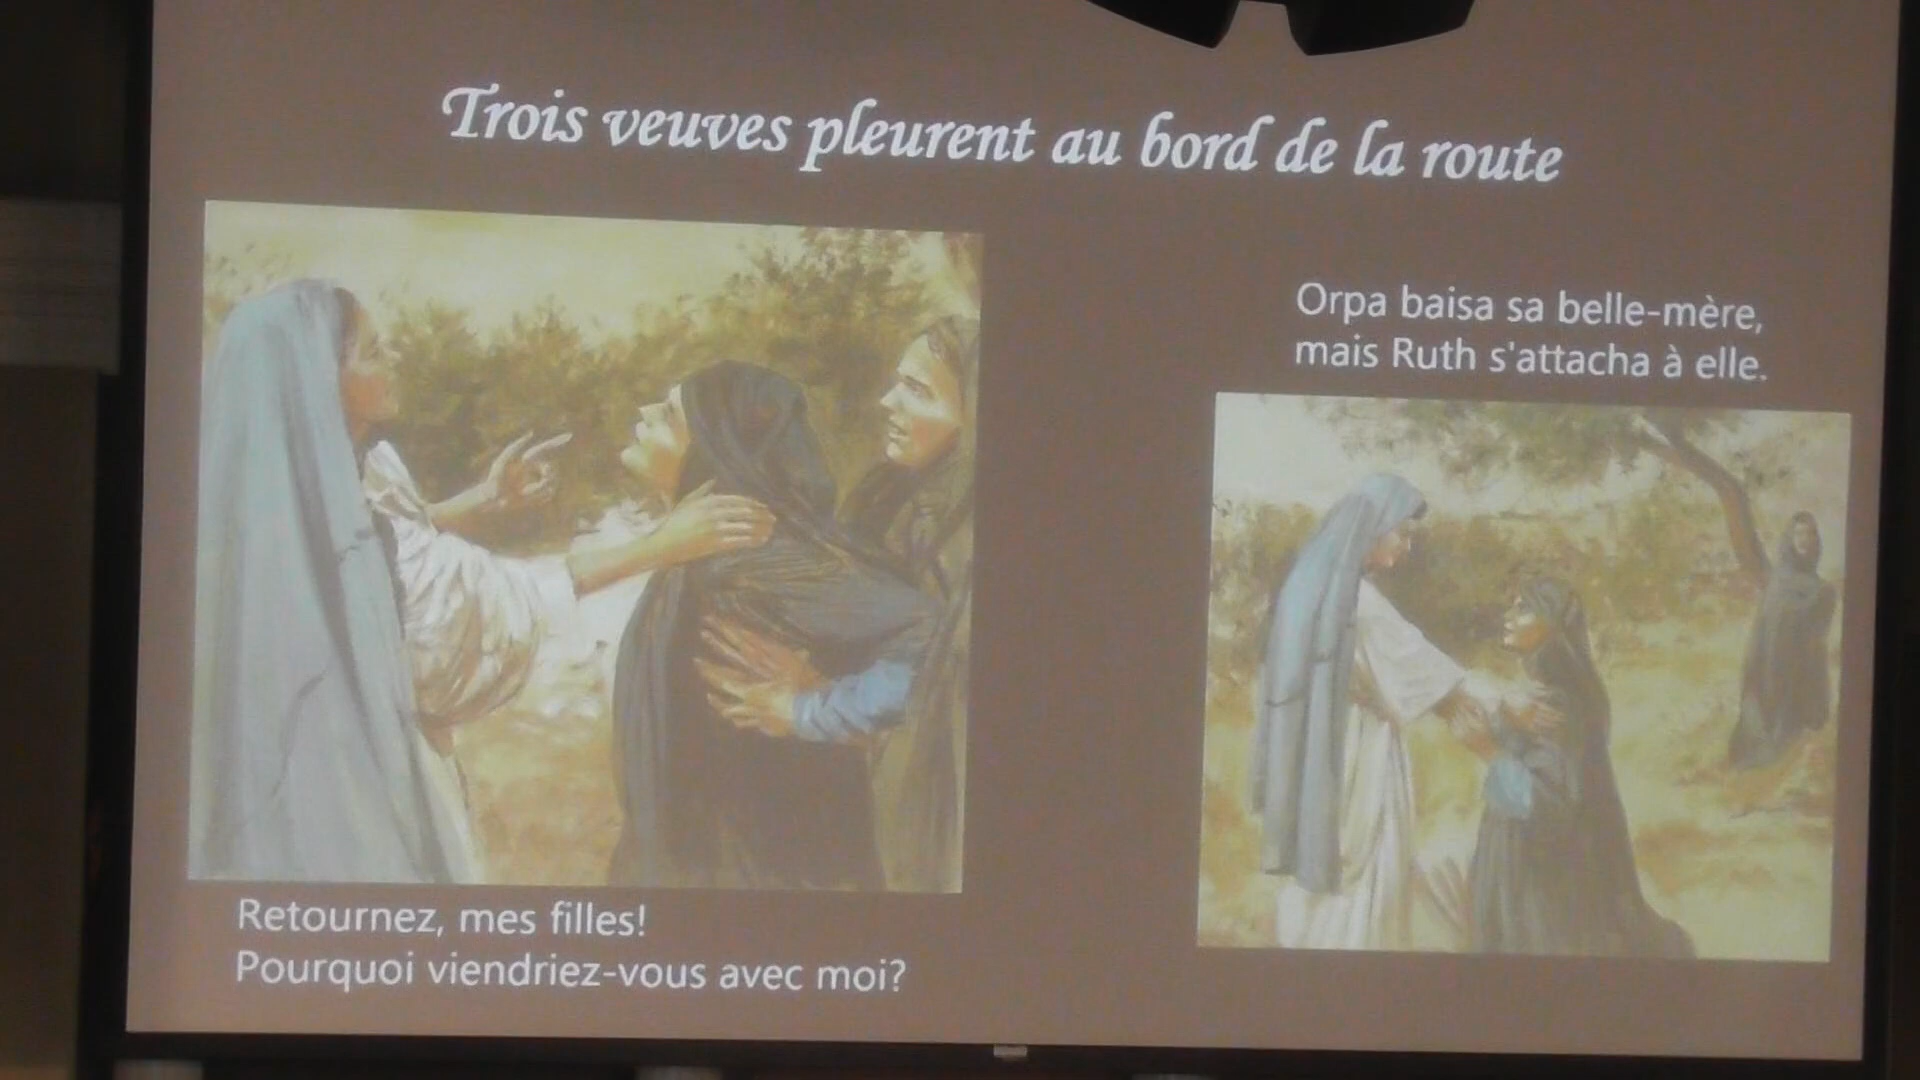 Trois veuves pleurent au bord de la route
Orpa baisa sa belle-mère,
mais Ruth s'attacha à elle.
Retournez, mes filles!
Pourquoi viendriez-vous avec moi?